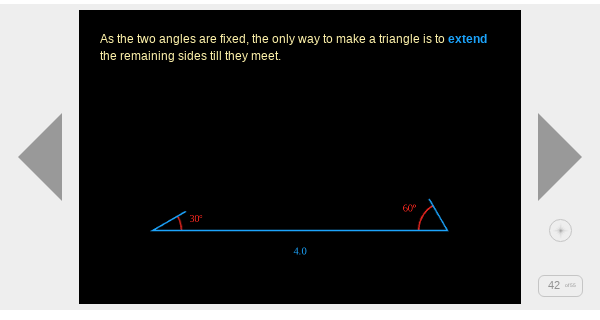 As the two angles are fixed, the only way to make a triangle is to extend
the remaining sides till they meet.
30°
60°
4.0
42